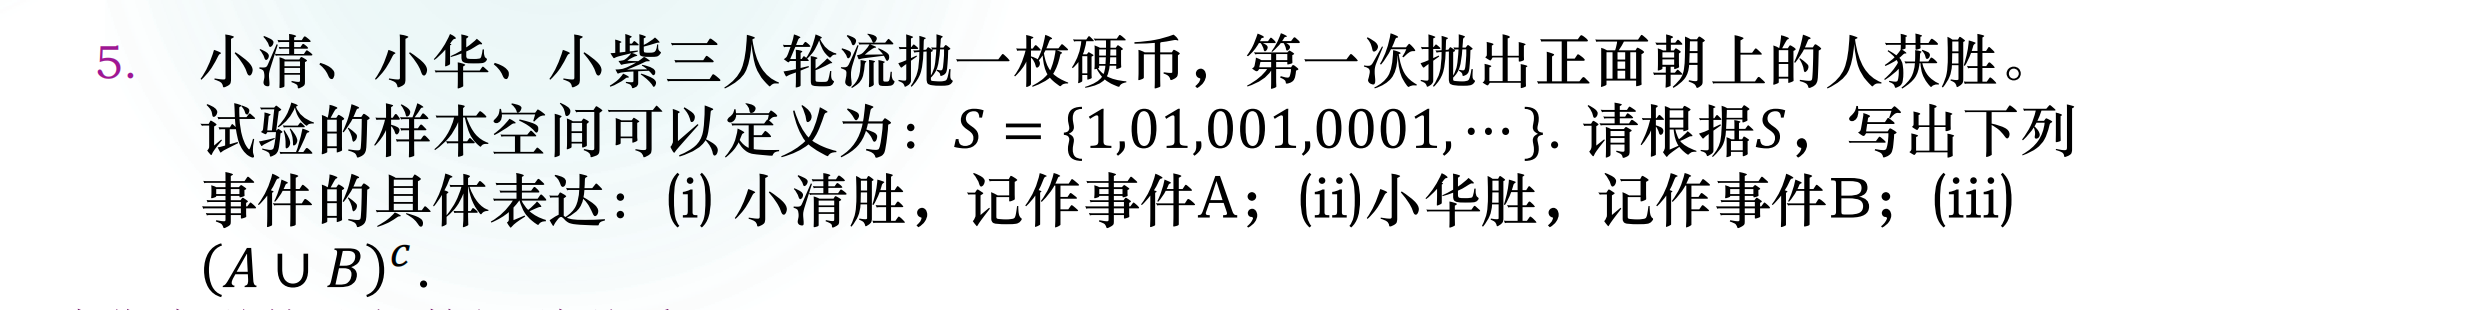 5. 小清、小华、小紫三人轮流抛一枚硬币，第一次抛出正面朝上的人获胜。
试验的样本空间可以定义为：S = {1,01,001,0001, ⋯ }. 请根据S，写出下列
事件的具体表达：(i) 小清胜，记作事件A；(ii)小华胜，记作事件B；(iii)
(A ∪ B)ᶜ.